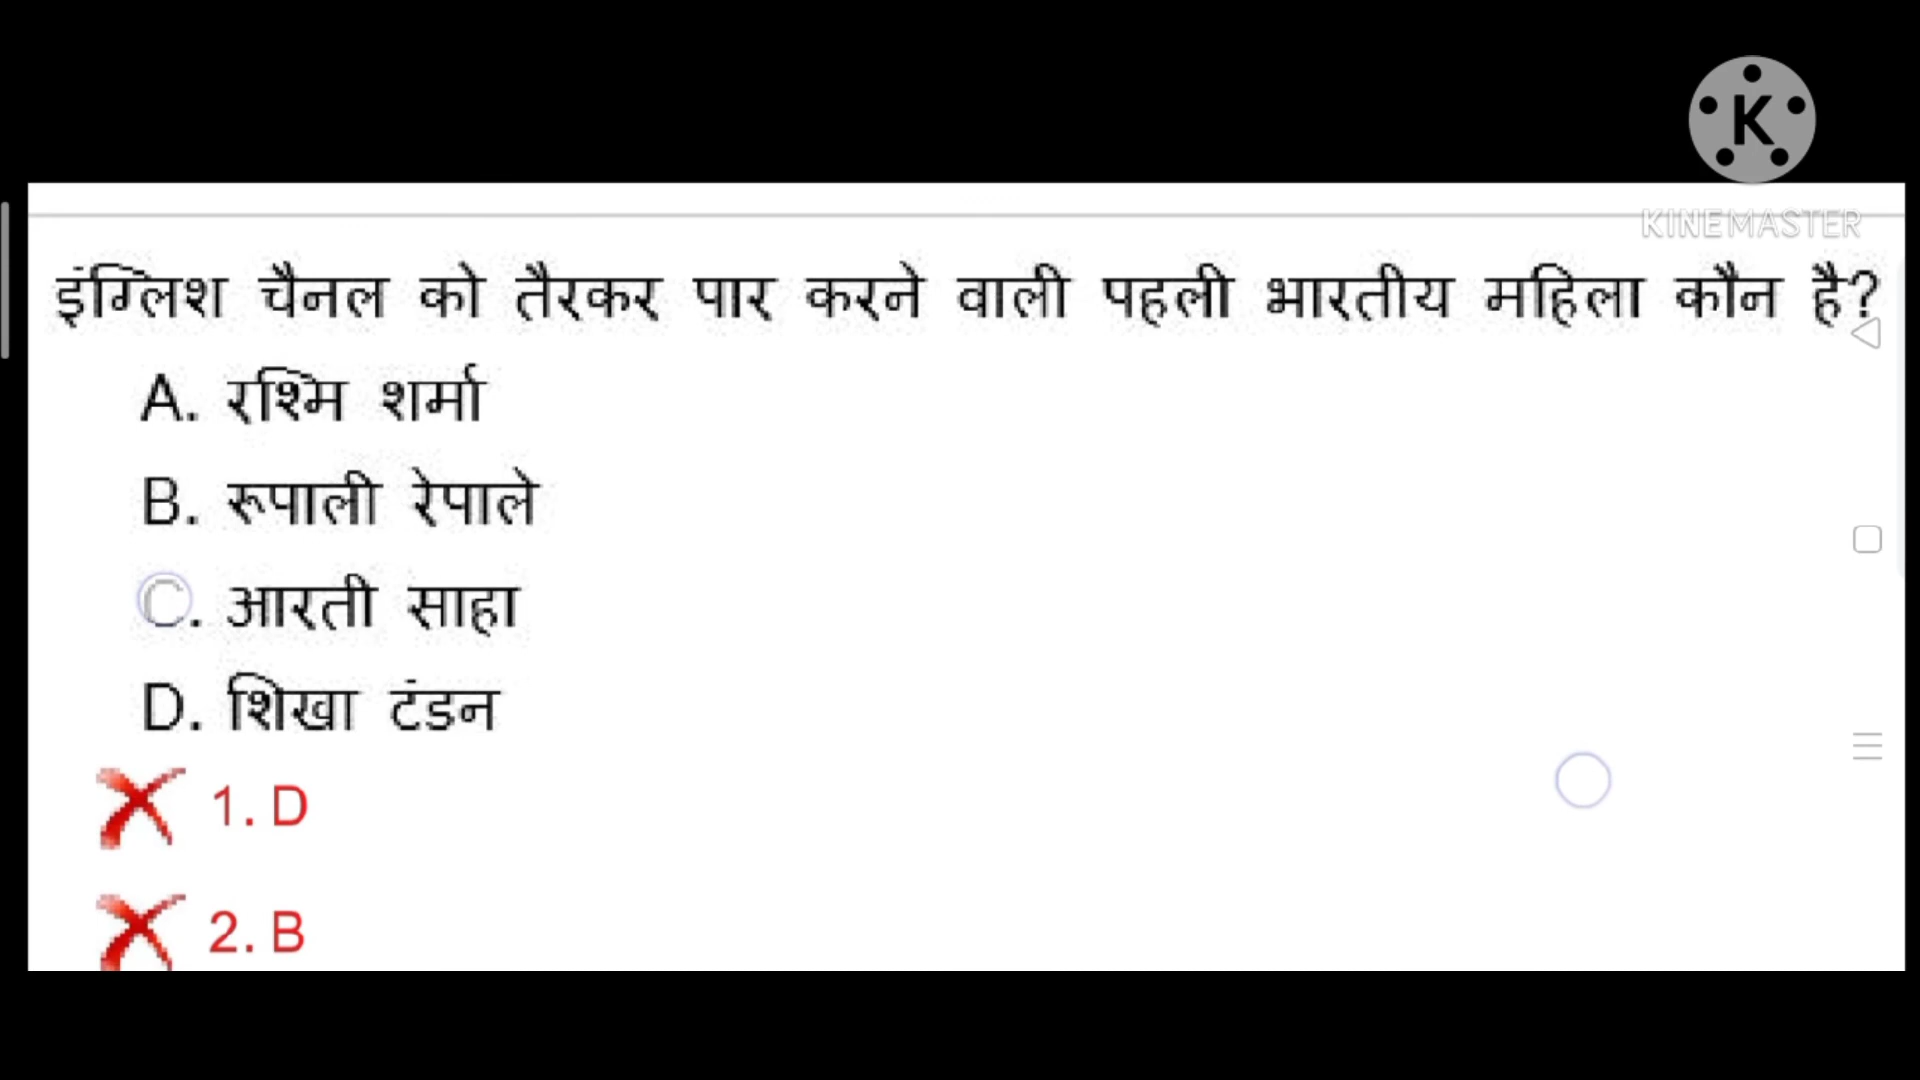 K
KINEMASTER
इंग्लिश चैनल को तैरकर पार करने वाली पहली भारतीय महिला कौन है?
A. रश्मि शर्मा
B. रूपाली रेपाले
C. आरती साहा
D. शिखा टंडन
1. D
2. B